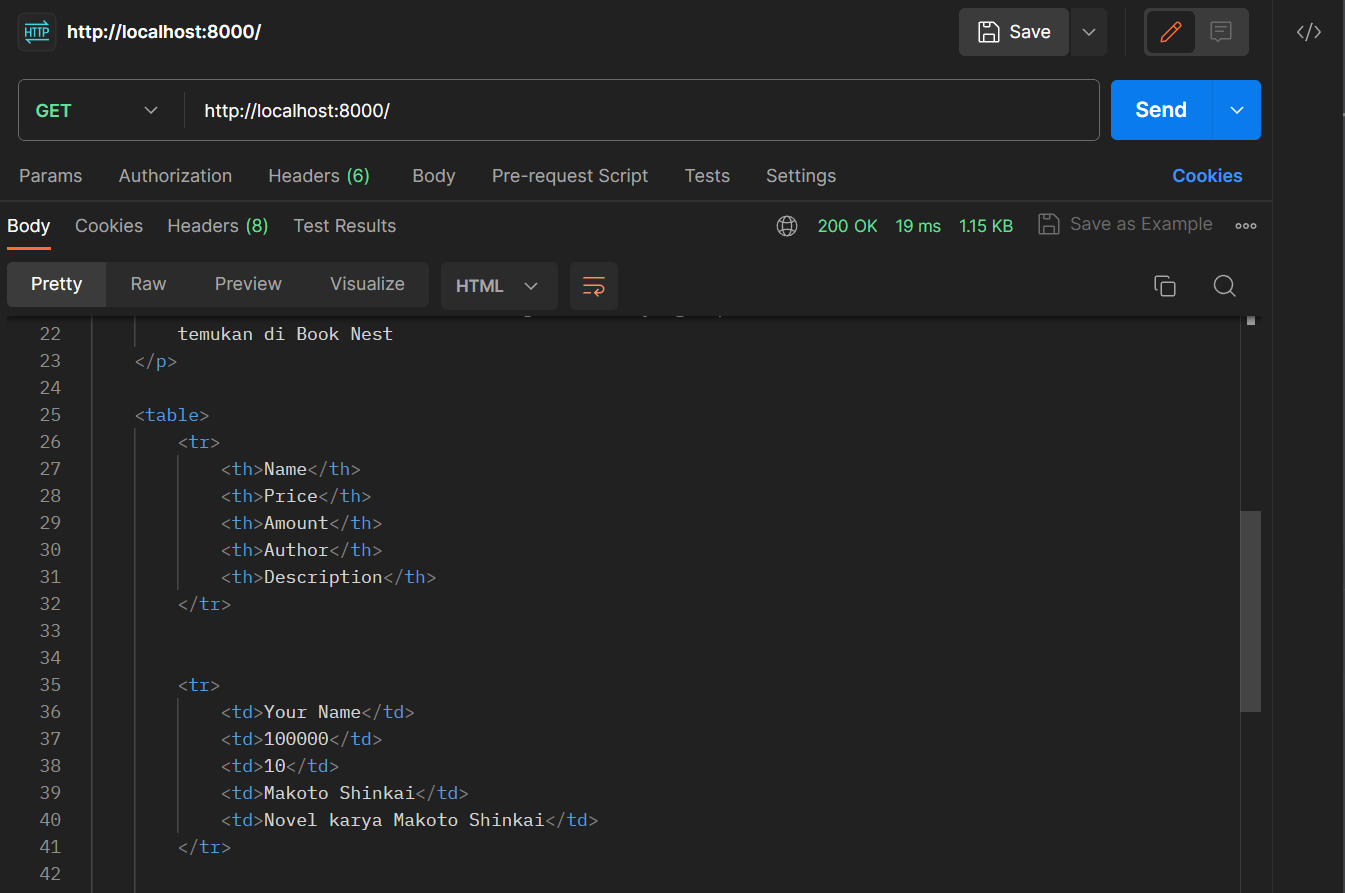 HTTP http://localhost:8000/ Save </>
GET http://localhost:8000/ Send
Params Authorization Headers (6) Body Pre-request Script Tests Settings Cookies
Body Cookies Headers (8) Test Results 200 OK 19 ms 1.15 KB Save as Example
Pretty Raw Preview Visualize HTML
22 temukan di Book Nest
23 </p>
24
25 <table>
26 <tr>
27 <th>Name</th>
28 <th>Price</th>
29 <th>Amount</th>
30 <th>Author</th>
31 <th>Description</th>
32 </tr>
33
34
35 <tr>
36 <td>Your Name</td>
37 <td>100000</td>
38 <td>10</td>
39 <td>Makoto Shinkai</td>
40 <td>Novel karya Makoto Shinkai</td>
41 </tr>
42